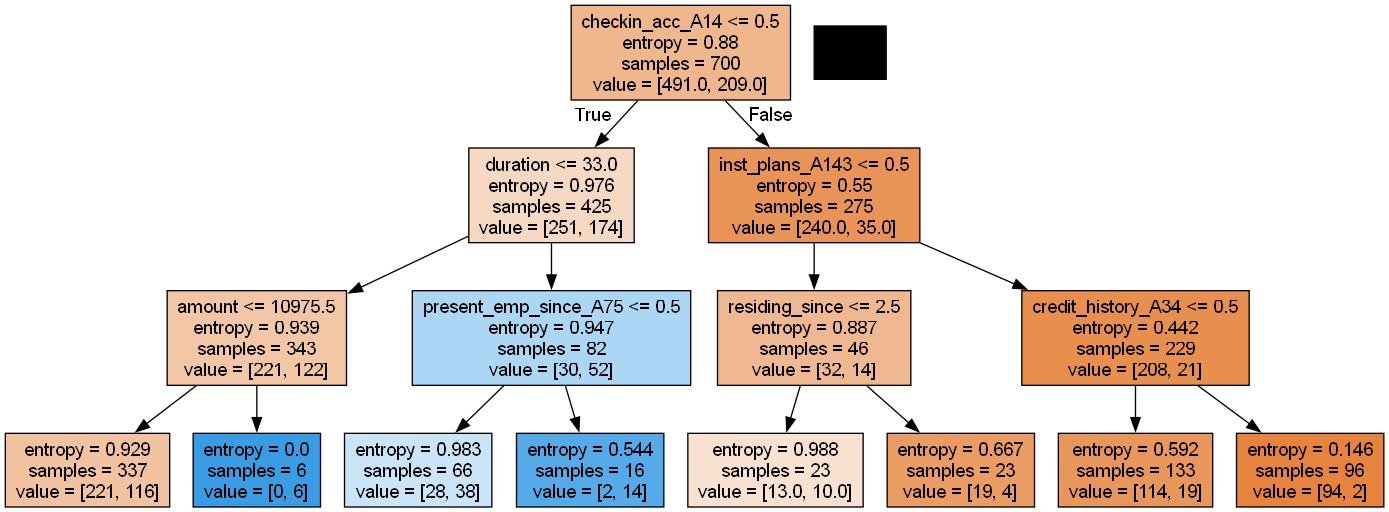 checkin_acc_A14 <= 0.5
entropy = 0.88
samples = 700
value = [491.0, 209.0]
True
False
duration <= 33.0
entropy = 0.976
samples = 425
value = [251, 174]
inst_plans_A143 <= 0.5
entropy = 0.55
samples = 275
value = [240.0, 35.0]
amount <= 10975.5
entropy = 0.939
samples = 343
value = [221, 122]
present_emp_since_A75 <= 0.5
entropy = 0.947
samples = 82
value = [30, 52]
residing_since <= 2.5
entropy = 0.887
samples = 46
value = [32, 14]
credit_history_A34 <= 0.5
entropy = 0.442
samples = 229
value = [208, 21]
entropy = 0.929
samples = 337
value = [221, 116]
entropy = 0.0
samples = 6
value = [0, 6]
entropy = 0.983
samples = 66
value = [28, 38]
entropy = 0.544
samples = 16
value = [2, 14]
entropy = 0.988
samples = 23
value = [13.0, 10.0]
entropy = 0.667
samples = 23
value = [19, 4]
entropy = 0.592
samples = 133
value = [114, 19]
entropy = 0.146
samples = 96
value = [94, 2]